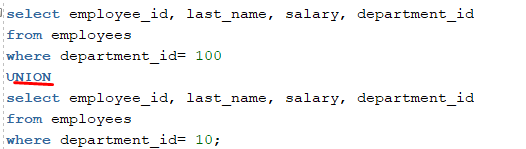 select employee_id, last_name, salary, department_id
from employees
where department_id= 100
UNION
select employee_id, last_name, salary, department_id
from employees
where department_id= 10;